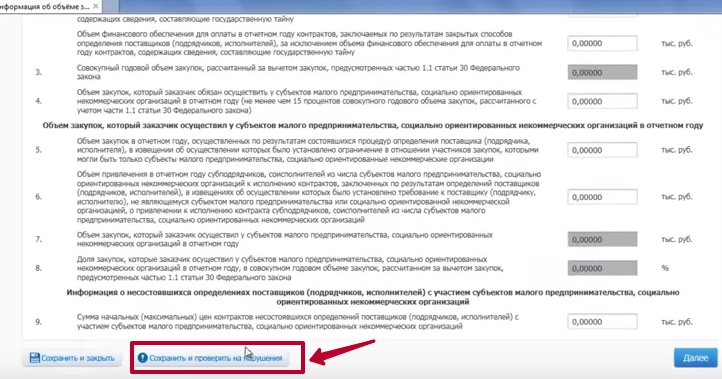 нформация об объёме з... ×
содержащих сведения, составляющие государственную тайну
Объем финансового обеспечения для оплаты в отчетном году контрактов, заключаемых по результатам закрытых способов
определения поставщиков (подрядчиков, исполнителей), за исключением объема финансового обеспечения для оплаты в отчетном
году контрактов, содержащих сведения, составляющие государственную тайну
0,00000 тыс. руб.
3. Совокупный годовой объем закупок, рассчитанный за вычетом закупок, предусмотренных частью 1.1 статьи 30 Федерального
закона
0,00000 тыс. руб.
4. Объем закупок, который заказчик обязан осуществить у субъектов малого предпринимательства, социально ориентированных
некоммерческих организаций в отчетном году (не менее чем 15 процентов совокупного годового объема закупок, рассчитанного с
учетом части 1.1 статьи 30 Федерального закона)
0,00000 тыс. руб.
Объем закупок, который заказчик осуществил у субъектов малого предпринимательства, социально ориентированных некоммерческих организаций в отчетном году
5. Объем закупок в отчетном году, осуществленных по результатам состоявшихся процедур определения поставщика (подрядчика,
исполнителя), в извещении об осуществлении которых было установлено ограничение в отношении участников закупок, которыми
могли быть только субъекты малого предпринимательства, социально ориентированные некоммерческие организации
0,00000 тыс. руб.
6. Объем привлечения в отчетном году субподрядчиков, соисполнителей из числа субъектов малого предпринимательства, социально
ориентированных некоммерческих организаций к исполнению контрактов, заключенных по результатам определений поставщиков
(подрядчиков, исполнителей), в извещениях об осуществлении которых было установлено требование к поставщику (подрядчику,
исполнителю), не являющемуся субъектом малого предпринимательства или социально ориентированной некоммерческой
организацией, о привлечении к исполнению контракта субподрядчиков, соисполнителей из числа субъектов малого
предпринимательства, социально ориентированных некоммерческих организаций
0,00000 тыс. руб.
7. Объем закупок, который заказчик осуществил у субъектов малого предпринимательства, социально ориентированных
некоммерческих организаций в отчетном году
0,00000 тыс. руб.
8. Доля закупок, которые заказчик осуществил у субъектов малого предпринимательства, социально ориентированных
некоммерческих организаций, в совокупном годовом объеме закупок, рассчитанном за вычетом закупок,
предусмотренных частью 1.1 статьи 30 Федерального закона
0,00000 %
Информация о несостоявшихся определениях поставщиков (подрядчиков, исполнителей) с участием субъектов малого предпринимательства, социально
ориентированных некоммерческих организаций
9. Сумма начальных (максимальных) цен контрактов несостоявшихся определений поставщиков (подрядчиков, исполнителей) с
участием субъектов малого предпринимательства, социально ориентированных некоммерческих организаций
0,00000 тыс. руб.
Сохранить и закрыть Сохранить и проверить на нарушения Далее